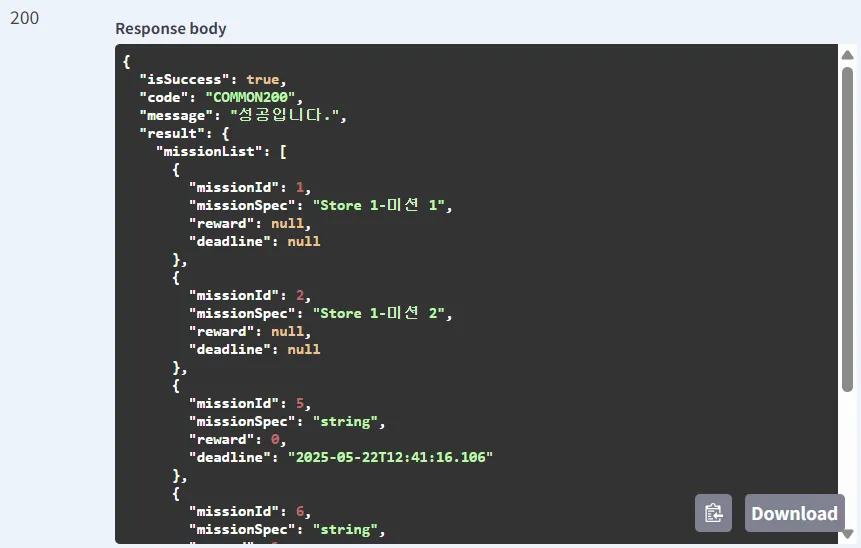 200
Response body
{
  "isSuccess": true,
  "code": "COMMON200",
  "message": "성공입니다.",
  "result": {
    "missionList": [
      {
        "missionId": 1,
        "missionSpec": "Store 1-미션 1",
        "reward": null,
        "deadline": null
      },
      {
        "missionId": 2,
        "missionSpec": "Store 1-미션 2",
        "reward": null,
        "deadline": null
      },
      {
        "missionId": 5,
        "missionSpec": "string",
        "reward": 0,
        "deadline": "2025-05-22T12:41:16.106"
      },
      {
        "missionId": 6,
        "missionSpec": "string",
Download